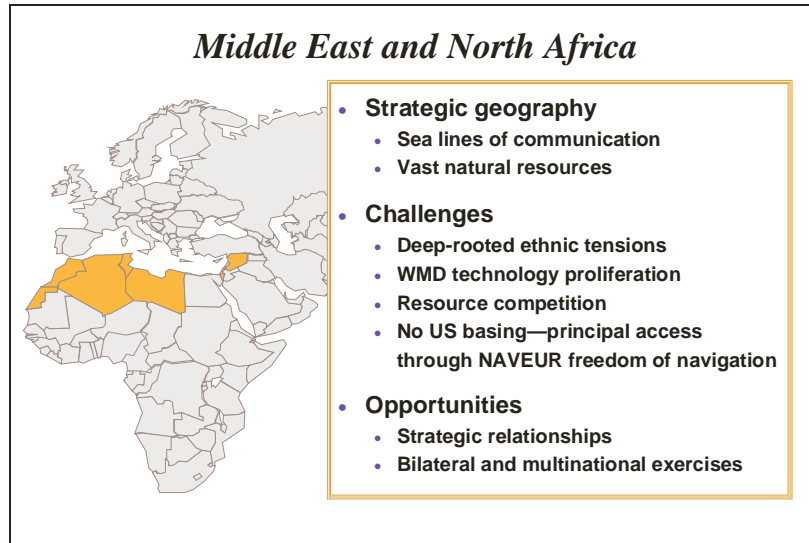 Middle East and North Africa
• Strategic geography
• Sea lines of communication
• Vast natural resources
• Challenges
• Deep-rooted ethnic tensions
• WMD technology proliferation
• Resource competition
• No US basing—principal access
through NAVEUR freedom of navigation
• Opportunities
• Strategic relationships
• Bilateral and multinational exercises